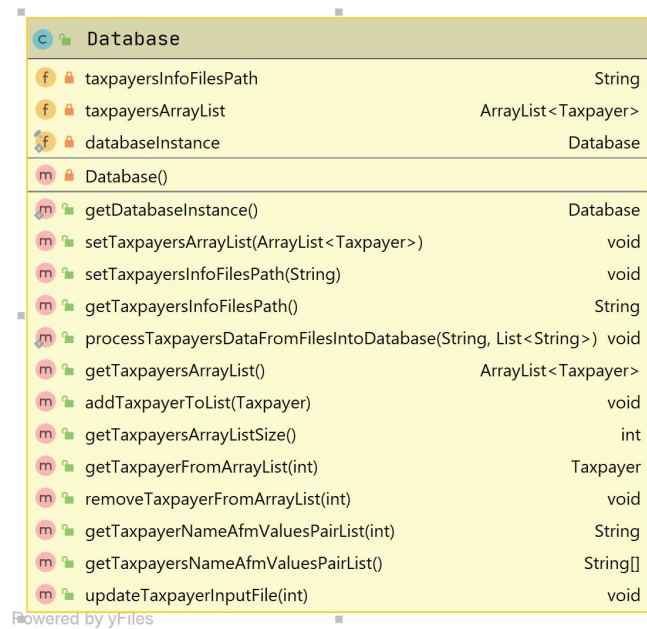 C Database
f taxpayersInfoFilesPath String
f taxpayersArrayList ArrayList<Taxpayer>
f databaseInstance Database
m Database()
m getDatabaseInstance() Database
m setTaxpayersArrayList(ArrayList<Taxpayer>) void
m setTaxpayersInfoFilesPath(String) void
m getTaxpayersInfoFilesPath() String
m processTaxpayersDataFromFilesIntoDatabase(String, List<String>) void
m getTaxpayersArrayList() ArrayList<Taxpayer>
m addTaxpayerToList(Taxpayer) void
m getTaxpayersArrayListSize() int
m getTaxpayerFromArrayList(int) Taxpayer
m removeTaxpayerFromArrayList(int) void
m getTaxpayerNameAfmValuesPairList(int) String
m getTaxpayersNameAfmValuesPairList() String[]
m updateTaxpayerInputFile(int) void
Powered by yFiles